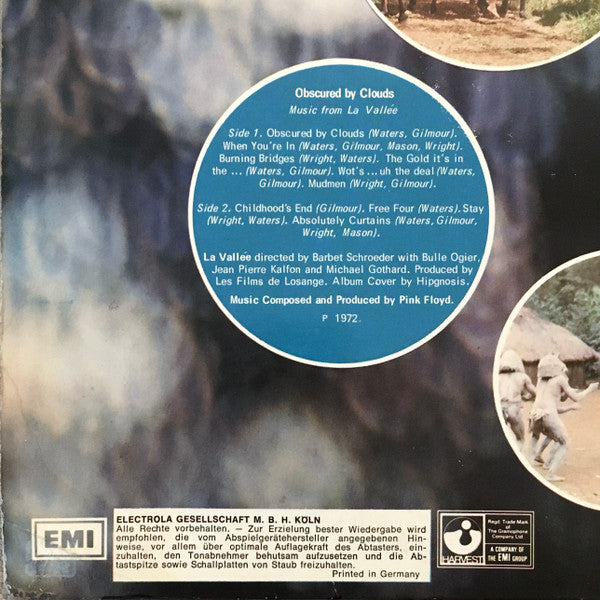 Obscured by Clouds
Music from La Vallée
Side 1. Obscured by Clouds (Waters, Gilmour).
When You're In (Waters, Gilmour, Mason, Wright).
Burning Bridges (Wright, Waters). The Gold it's in
the ... (Waters, Gilmour). Wot's...uh the deal (Waters,
Gilmour). Mudmen (Wright, Gilmour).
Side 2. Childhood's End (Gilmour). Free Four (Waters). Stay
(Wright, Waters). Absolutely Curtains (Waters, Gilmour,
Wright, Mason).
La Vallée directed by Barbet Schroeder with Bulle Ogier,
Jean Pierre Kalfon and Michael Gothard. Produced by
Les Films de Losange. Album Cover by Hipgnosis.
Music Composed and Produced by Pink Floyd.
P 1972.
EMI
ELECTROLA GESELLSCHAFT M. B. H. KÖLN
Alle Rechte vorbehalten. – Zur Erzielung bester Wiedergabe wird
empfohlen, die vom Abspielgerätehersteller angegebenen Hin-
weise, vor allem über optimale Auflagekraft des Abtasters, ein-
zuhalten, den Tonabnehmer behutsam aufzusetzen und die Ab-
tastspitze sowie Schallplatten von Staub freizuhalten.
Printed in Germany
HARVEST
Regd. Trade Mark
of
The Gramophone
Company Ltd
A COMPANY OF
THE EMI GROUP